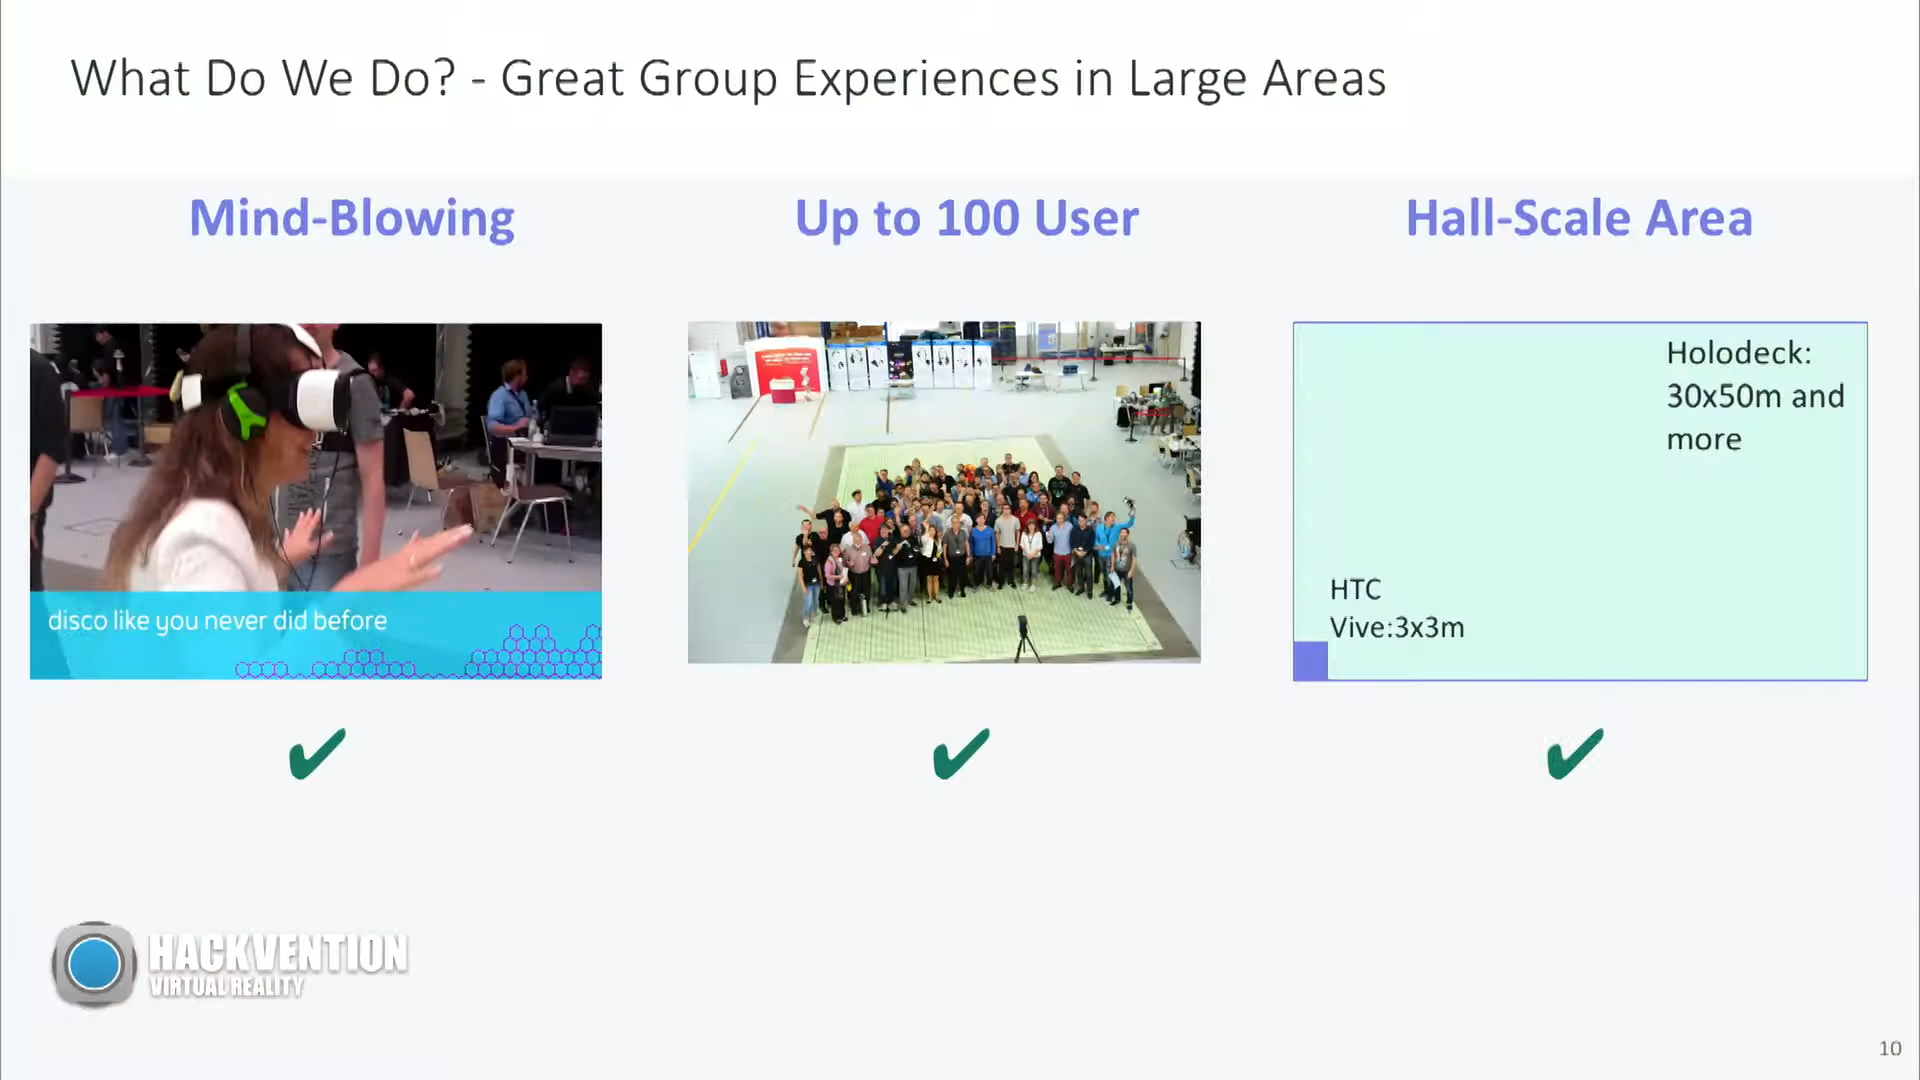 What Do We Do? - Great Group Experiences in Large Areas
Mind-Blowing
Up to 100 User
Hall-Scale Area
disco like you never did before
Holodeck:
30x50m and
more
HTC
Vive:3x3m
HACKVENTION
VIRTUAL REALITY
10